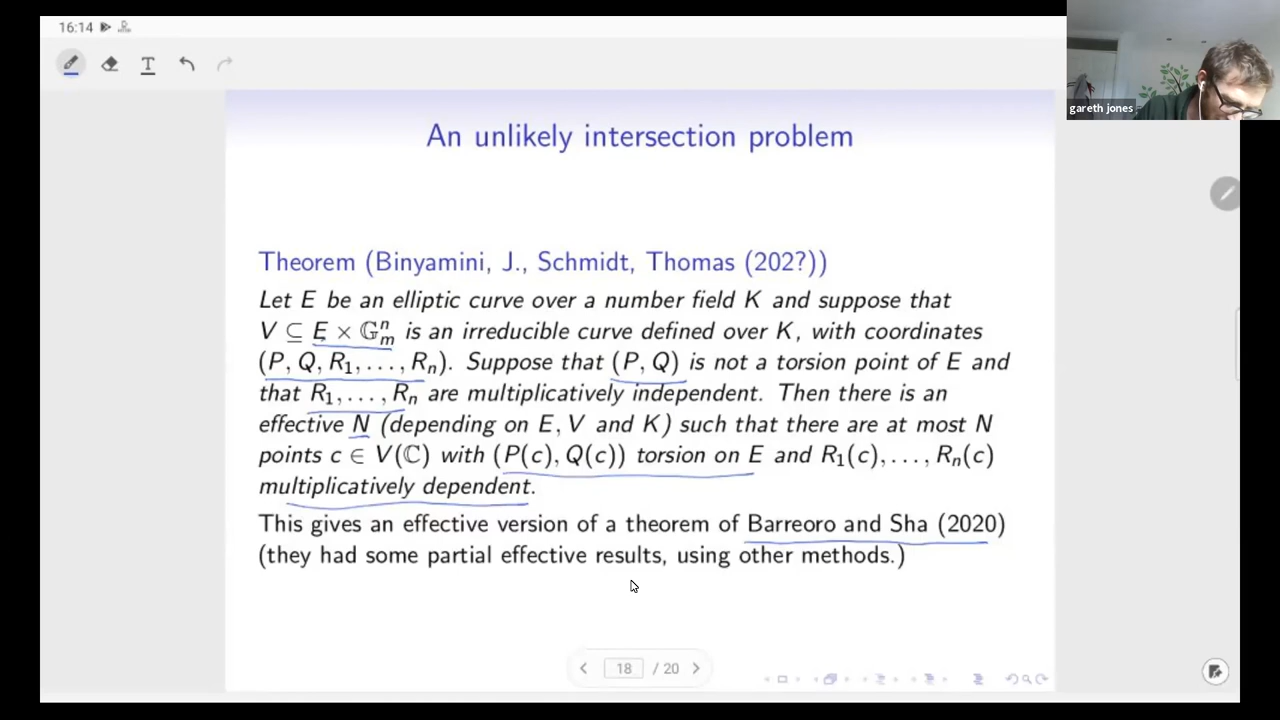 16:14
gareth jones
An unlikely intersection problem
Theorem (Binyamini, J., Schmidt, Thomas (202?))
Let E be an elliptic curve over a number field K and suppose that
V ⊆ E × 𝔾ₘⁿ is an irreducible curve defined over K, with coordinates
(P, Q, R₁, . . . , Rₙ). Suppose that (P, Q) is not a torsion point of E and
that R₁, . . . , Rₙ are multiplicatively independent. Then there is an
effective N (depending on E, V and K) such that there are at most N
points c ∈ V(ℂ) with (P(c), Q(c)) torsion on E and R₁(c), . . . , Rₙ(c)
multiplicatively dependent.
This gives an effective version of a theorem of Barreoro and Sha (2020)
(they had some partial effective results, using other methods.)
18 / 20